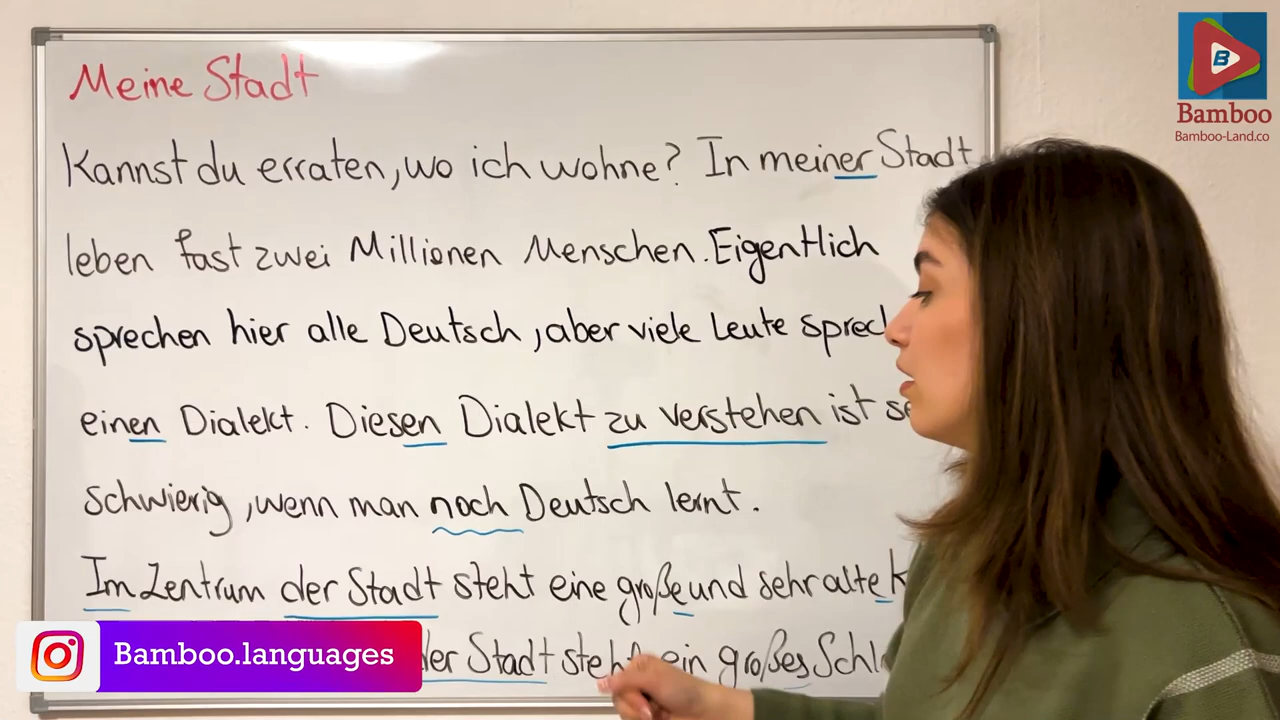 Meine Stadt
Kannst du erraten, wo ich wohne? In meiner Stadt
leben fast zwei Millionen Menschen. Eigentlich
sprechen hier alle Deutsch, aber viele Leute
einen Dialekt. Diesen Dialekt zu verstehen ist
schwierig, wenn man noch Deutsch lernt.
Im Zentrum der Stadt steht eine große und sehr alte
der Stadt steht ein großes
Bamboo.languages
B
Bamboo
Bamboo-Land.co